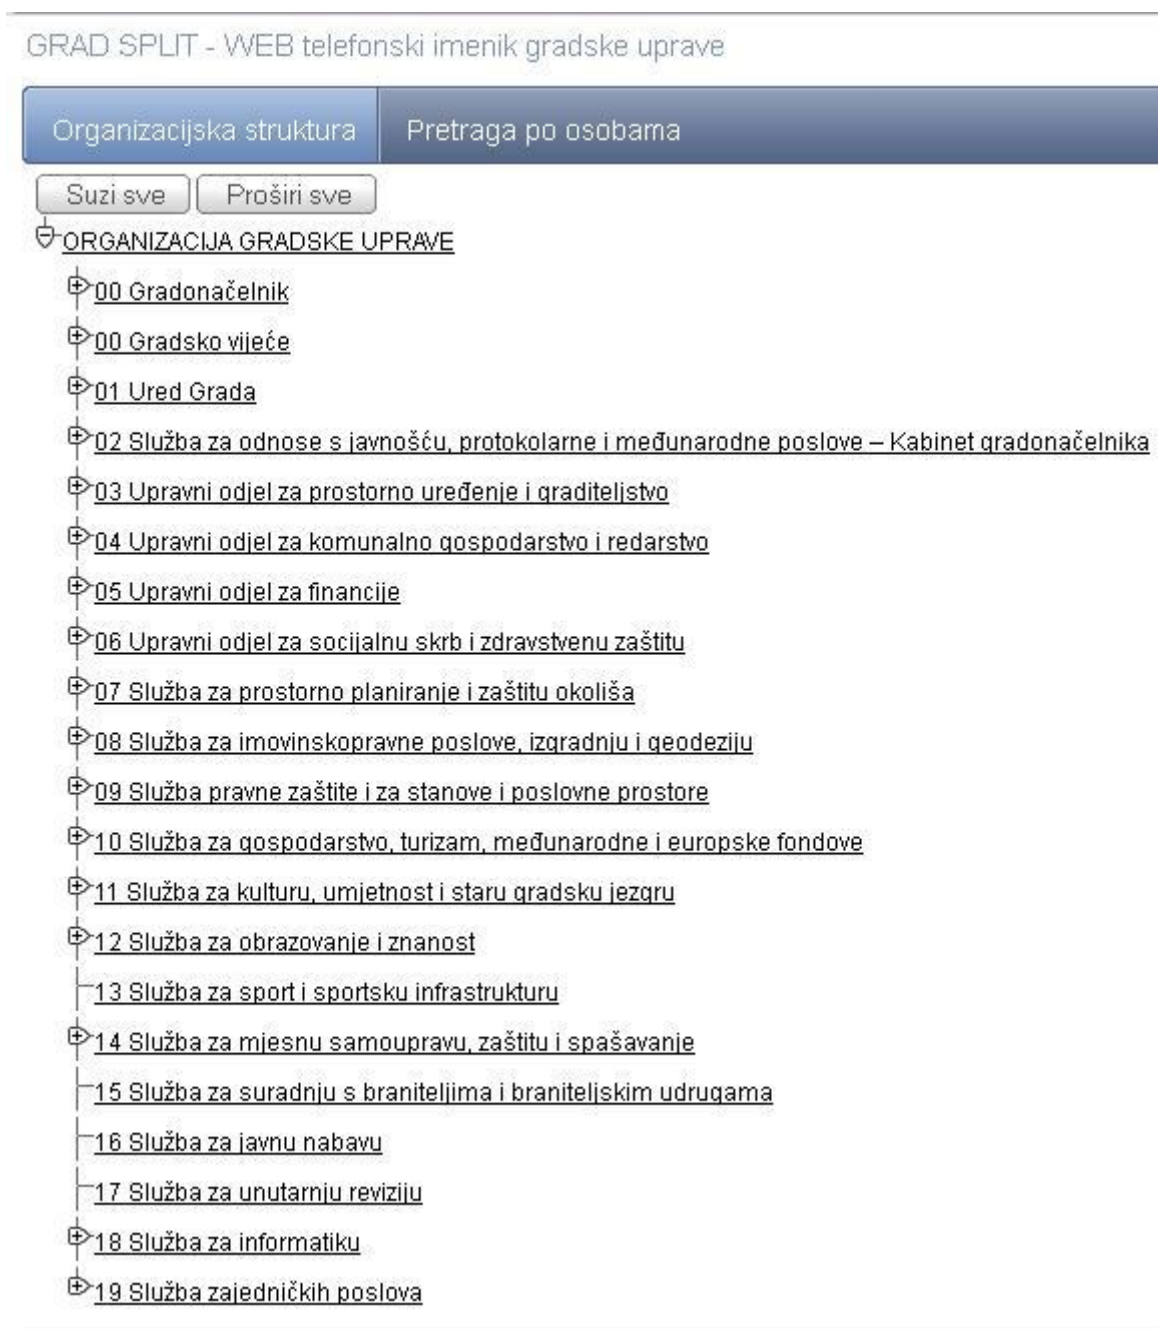 GRAD SPLIT - WEB telefonski imenik gradske uprave
Organizacijska struktura Pretraga po osobama
Suzi sve Proširi sve
ORGANIZACIJA GRADSKE UPRAVE
00 Gradonačelnik
00 Gradsko vijeće
01 Ured Grada
02 Služba za odnose s javnošću, protokolarne i međunarodne poslove – Kabinet gradonačelnika
03 Upravni odjel za prostorno uređenje i graditeljstvo
04 Upravni odjel za komunalno gospodarstvo i redarstvo
05 Upravni odjel za financije
06 Upravni odjel za socijalnu skrb i zdravstvenu zaštitu
07 Služba za prostorno planiranje i zaštitu okoliša
08 Služba za imovinskopravne poslove, izgradnju i geodeziju
09 Služba pravne zaštite i za stanove i poslovne prostore
10 Služba za gospodarstvo, turizam, međunarodne i europske fondove
11 Služba za kulturu, umjetnost i staru gradsku jezgru
12 Služba za obrazovanje i znanost
13 Služba za sport i sportsku infrastrukturu
14 Služba za mjesnu samoupravu, zaštitu i spašavanje
15 Služba za suradnju s braniteljima i braniteljskim udrugama
16 Služba za javnu nabavu
17 Služba za unutarnju reviziju
18 Služba za informatiku
19 Služba zajedničkih poslova